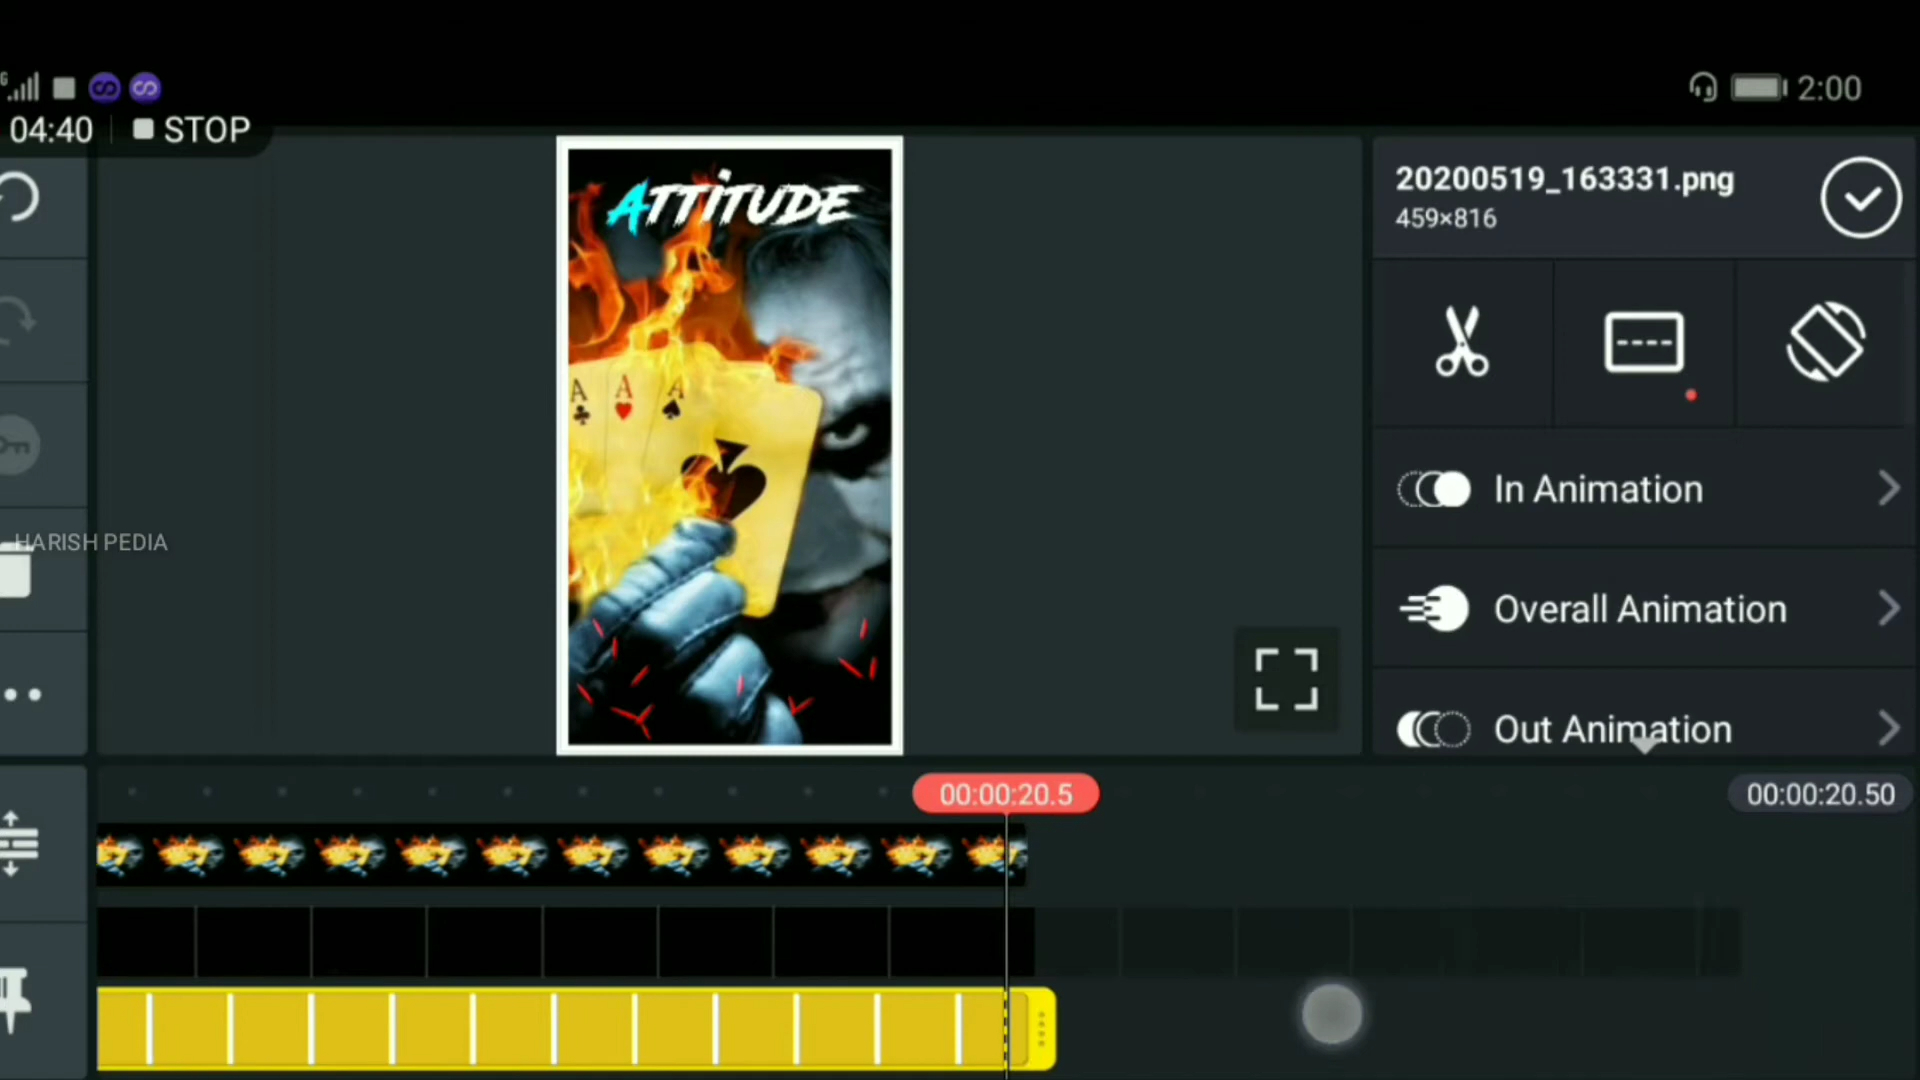 2:00
04:40 STOP
ATTITUDE
20200519_163331.png
459×816
A A A
In Animation
HARISH PEDIA
Overall Animation
Out Animation
00:00:20.5
00:00:20.50